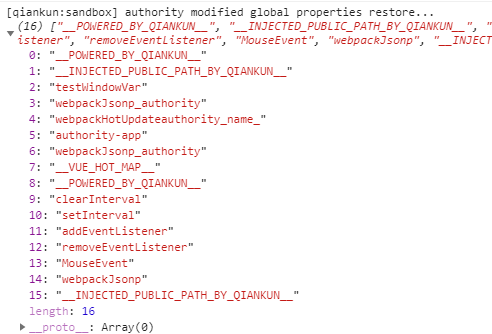 [qiankun:sandbox] authority modified global properties restore...
(16) ["__POWERED_BY_QIANKUN__", "__INJECTED_PUBLIC_PATH_BY_QIANKUN__", "
istener", "removeEventListener", "MouseEvent", "webpackJsonp", "__INJECT
0: "__POWERED_BY_QIANKUN__"
1: "__INJECTED_PUBLIC_PATH_BY_QIANKUN__"
2: "testWindowVar"
3: "webpackJsonp_authority"
4: "webpackHotUpdateauthority_name_"
5: "authority-app"
6: "webpackJsonp_authority"
7: "__VUE_HOT_MAP__"
8: "__POWERED_BY_QIANKUN__"
9: "clearInterval"
10: "setInterval"
11: "addEventListener"
12: "removeEventListener"
13: "MouseEvent"
14: "webpackJsonp"
15: "__INJECTED_PUBLIC_PATH_BY_QIANKUN__"
length: 16
__proto__: Array(0)